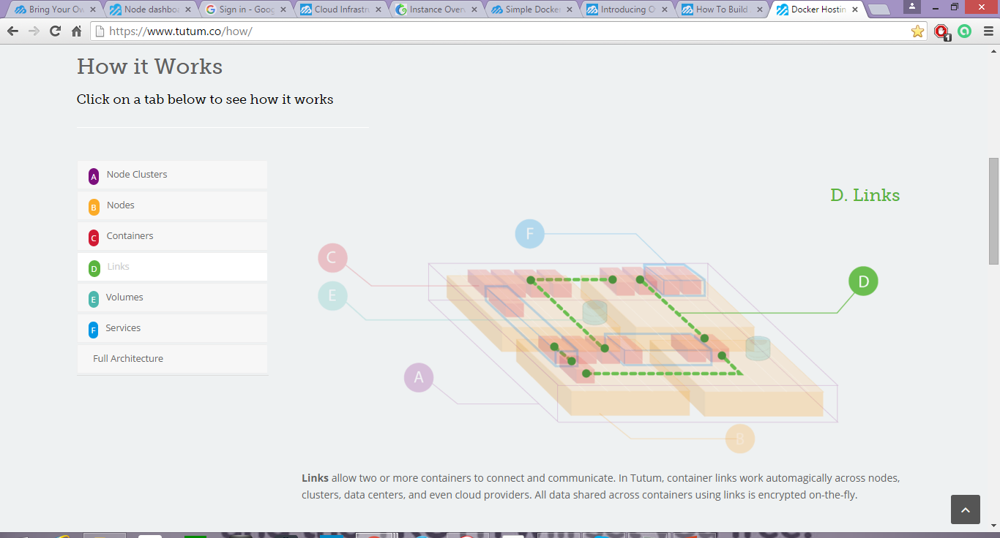 Bring Your Ow
Node dashboa
Sign in - Goog
Cloud Infrastru
Instance Over
Simple Docker
Introducing O
How To Build
Docker Hostin
https://www.tutum.co/how/
1
How it Works
Click on a tab below to see how it works
A Node Clusters
B Nodes
C Containers
D Links
E Volumes
F Services
Full Architecture
D. Links
F
C
D
E
A
B
Links allow two or more containers to connect and communicate. In Tutum, container links work automagically across nodes,
clusters, data centers, and even cloud providers. All data shared across containers using links is encrypted on-the-fly.